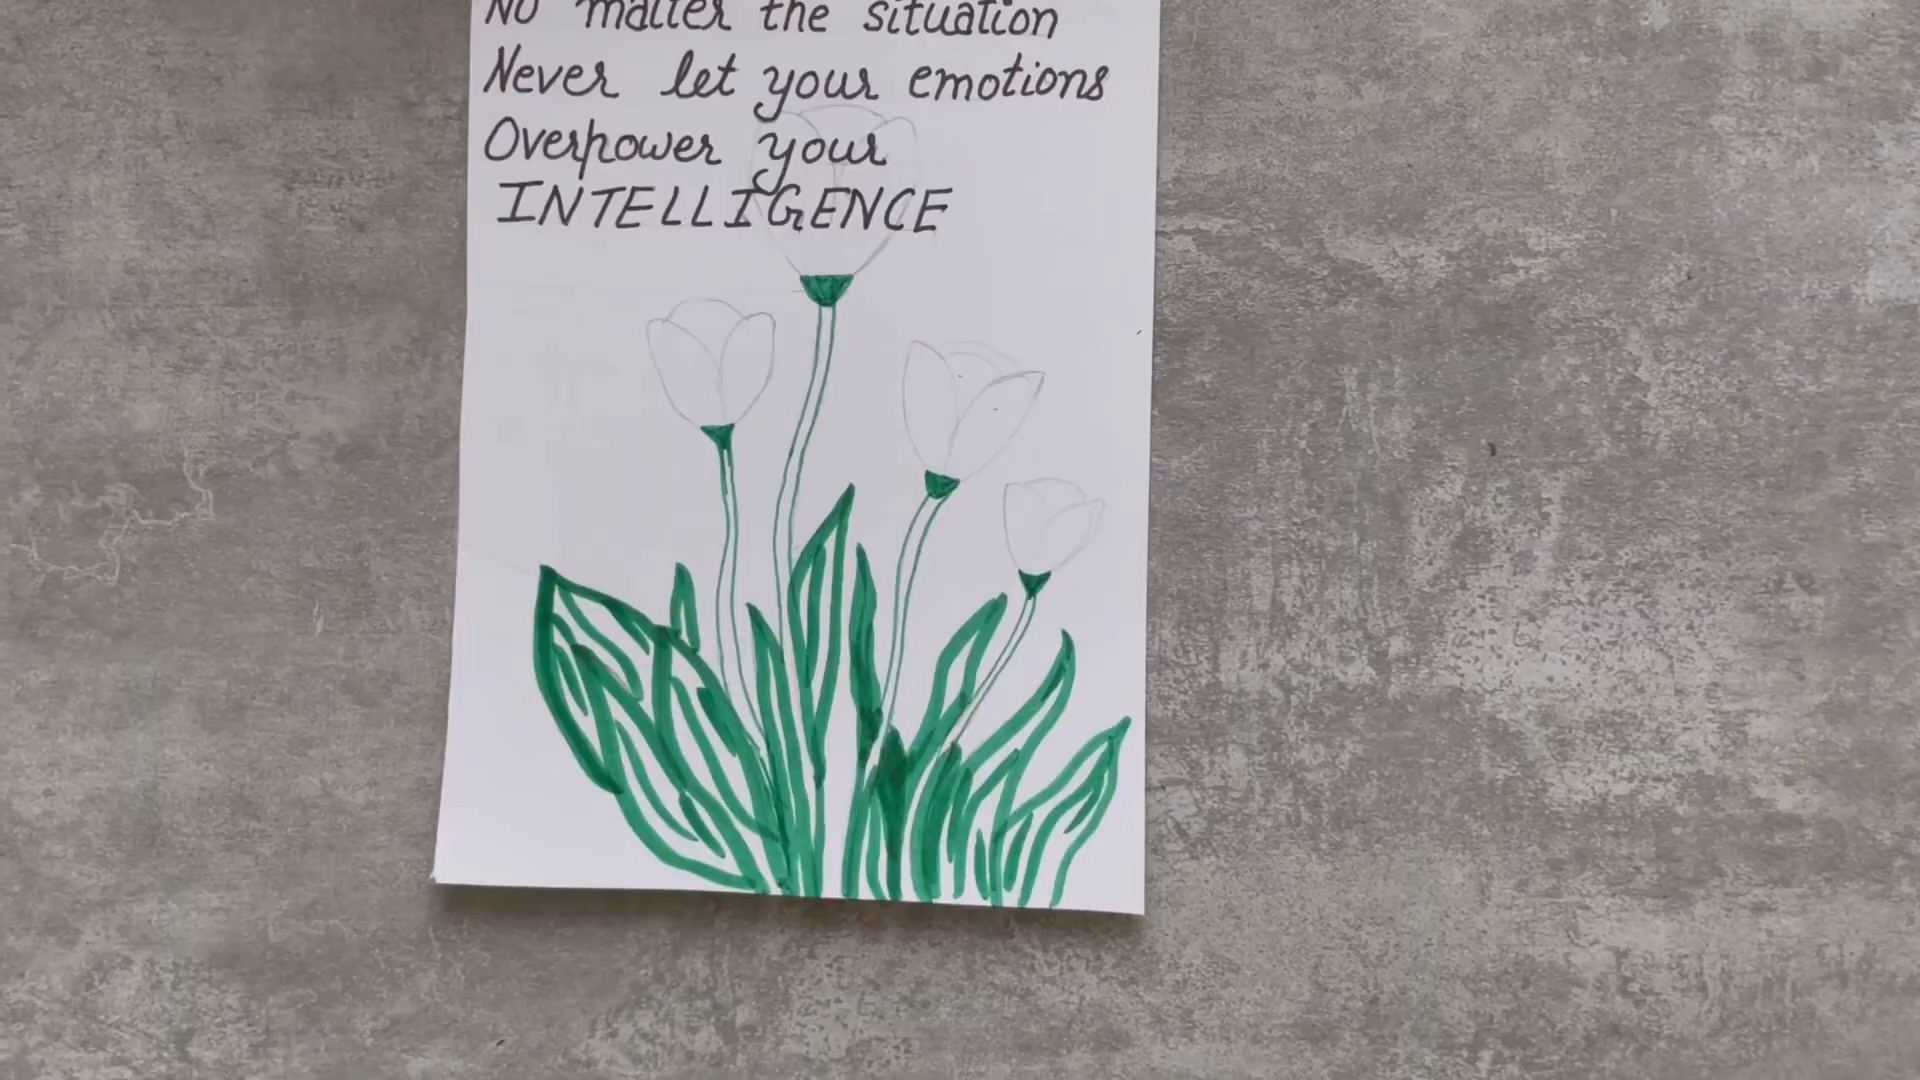 No matter the situation
Never let your emotions
Overpower your
INTELLIGENCE